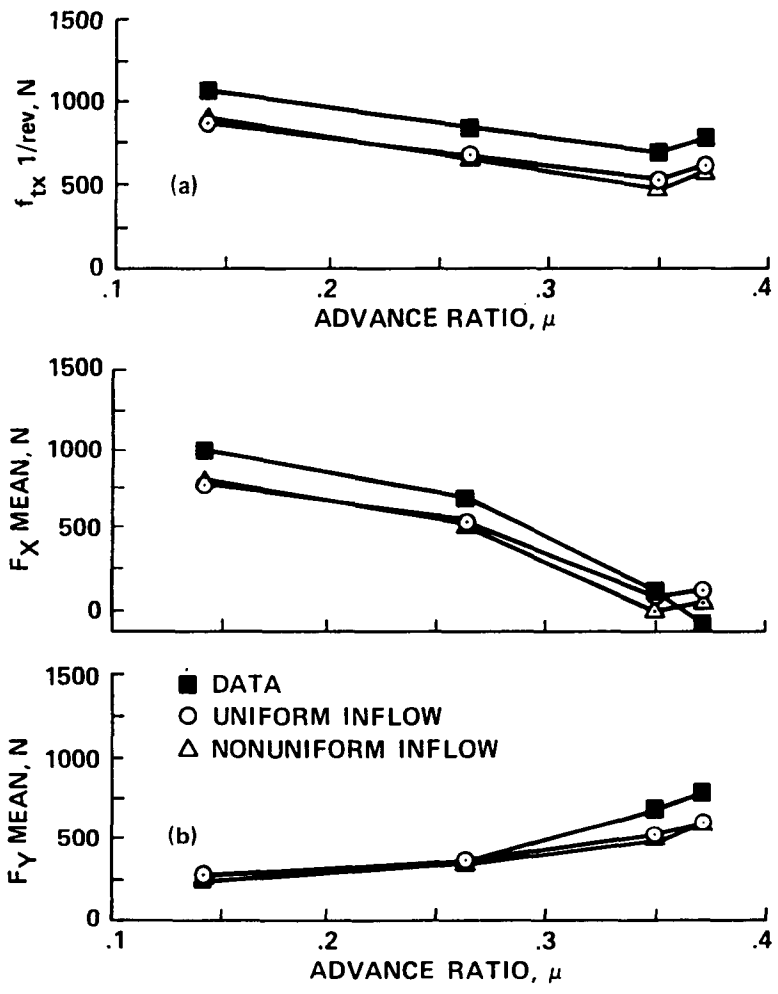 1500
1000
500
0
f_tx 1/rev, N
(a)
.1 .2 .3 .4
ADVANCE RATIO, μ
1500
1000
500
0
F_X MEAN, N
1500
1000
500
0
F_Y MEAN, N
■ DATA
○ UNIFORM INFLOW
△ NONUNIFORM INFLOW
(b)
.1 .2 .3 .4
ADVANCE RATIO, μ